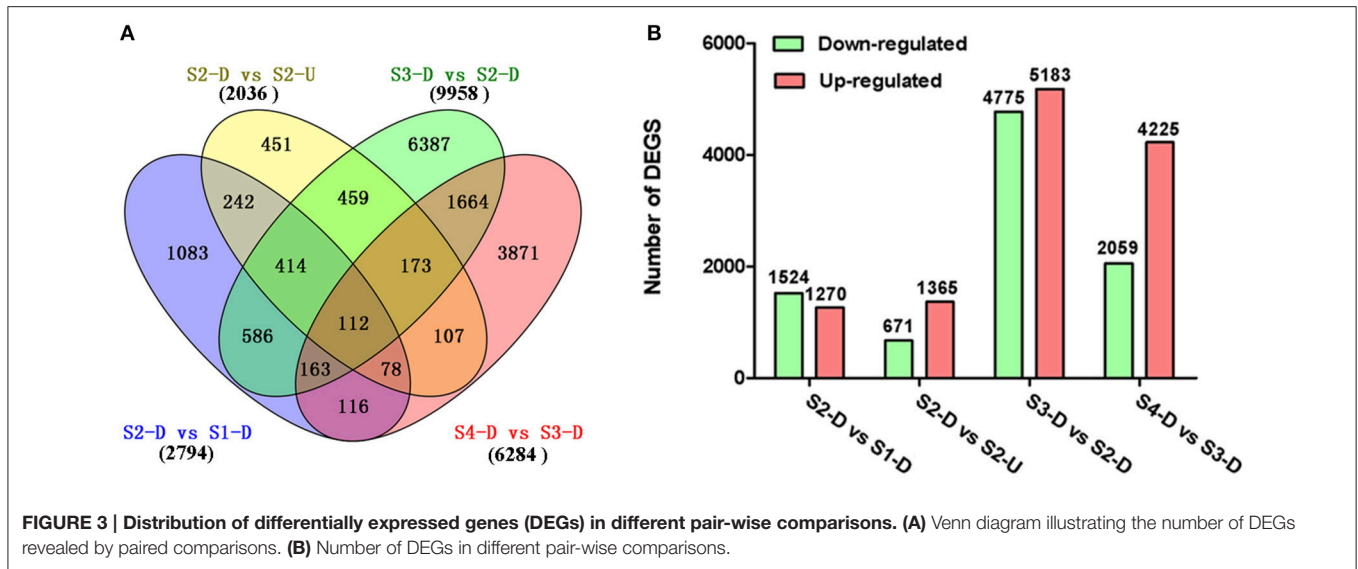 A
S2-D vs S2-U
(2036 )
S3-D vs S2-D
(9958 )
451
6387
242
459
1664
1083
414
173
3871
586
112
107
163
78
116
S2-D vs S1-D
(2794)
S4-D vs S3-D
(6284 )
B
Down-regulated
Up-regulated
Number of DEGS
6000
4000
2000
0
1524
1270
671
1365
4775
5183
2059
4225
S2-D vs S1-D
S2-D vs S2-U
S3-D vs S2-D
S4-D vs S3-D
FIGURE 3 | Distribution of differentially expressed genes (DEGs) in different pair-wise comparisons. (A) Venn diagram illustrating the number of DEGs
revealed by paired comparisons. (B) Number of DEGs in different pair-wise comparisons.